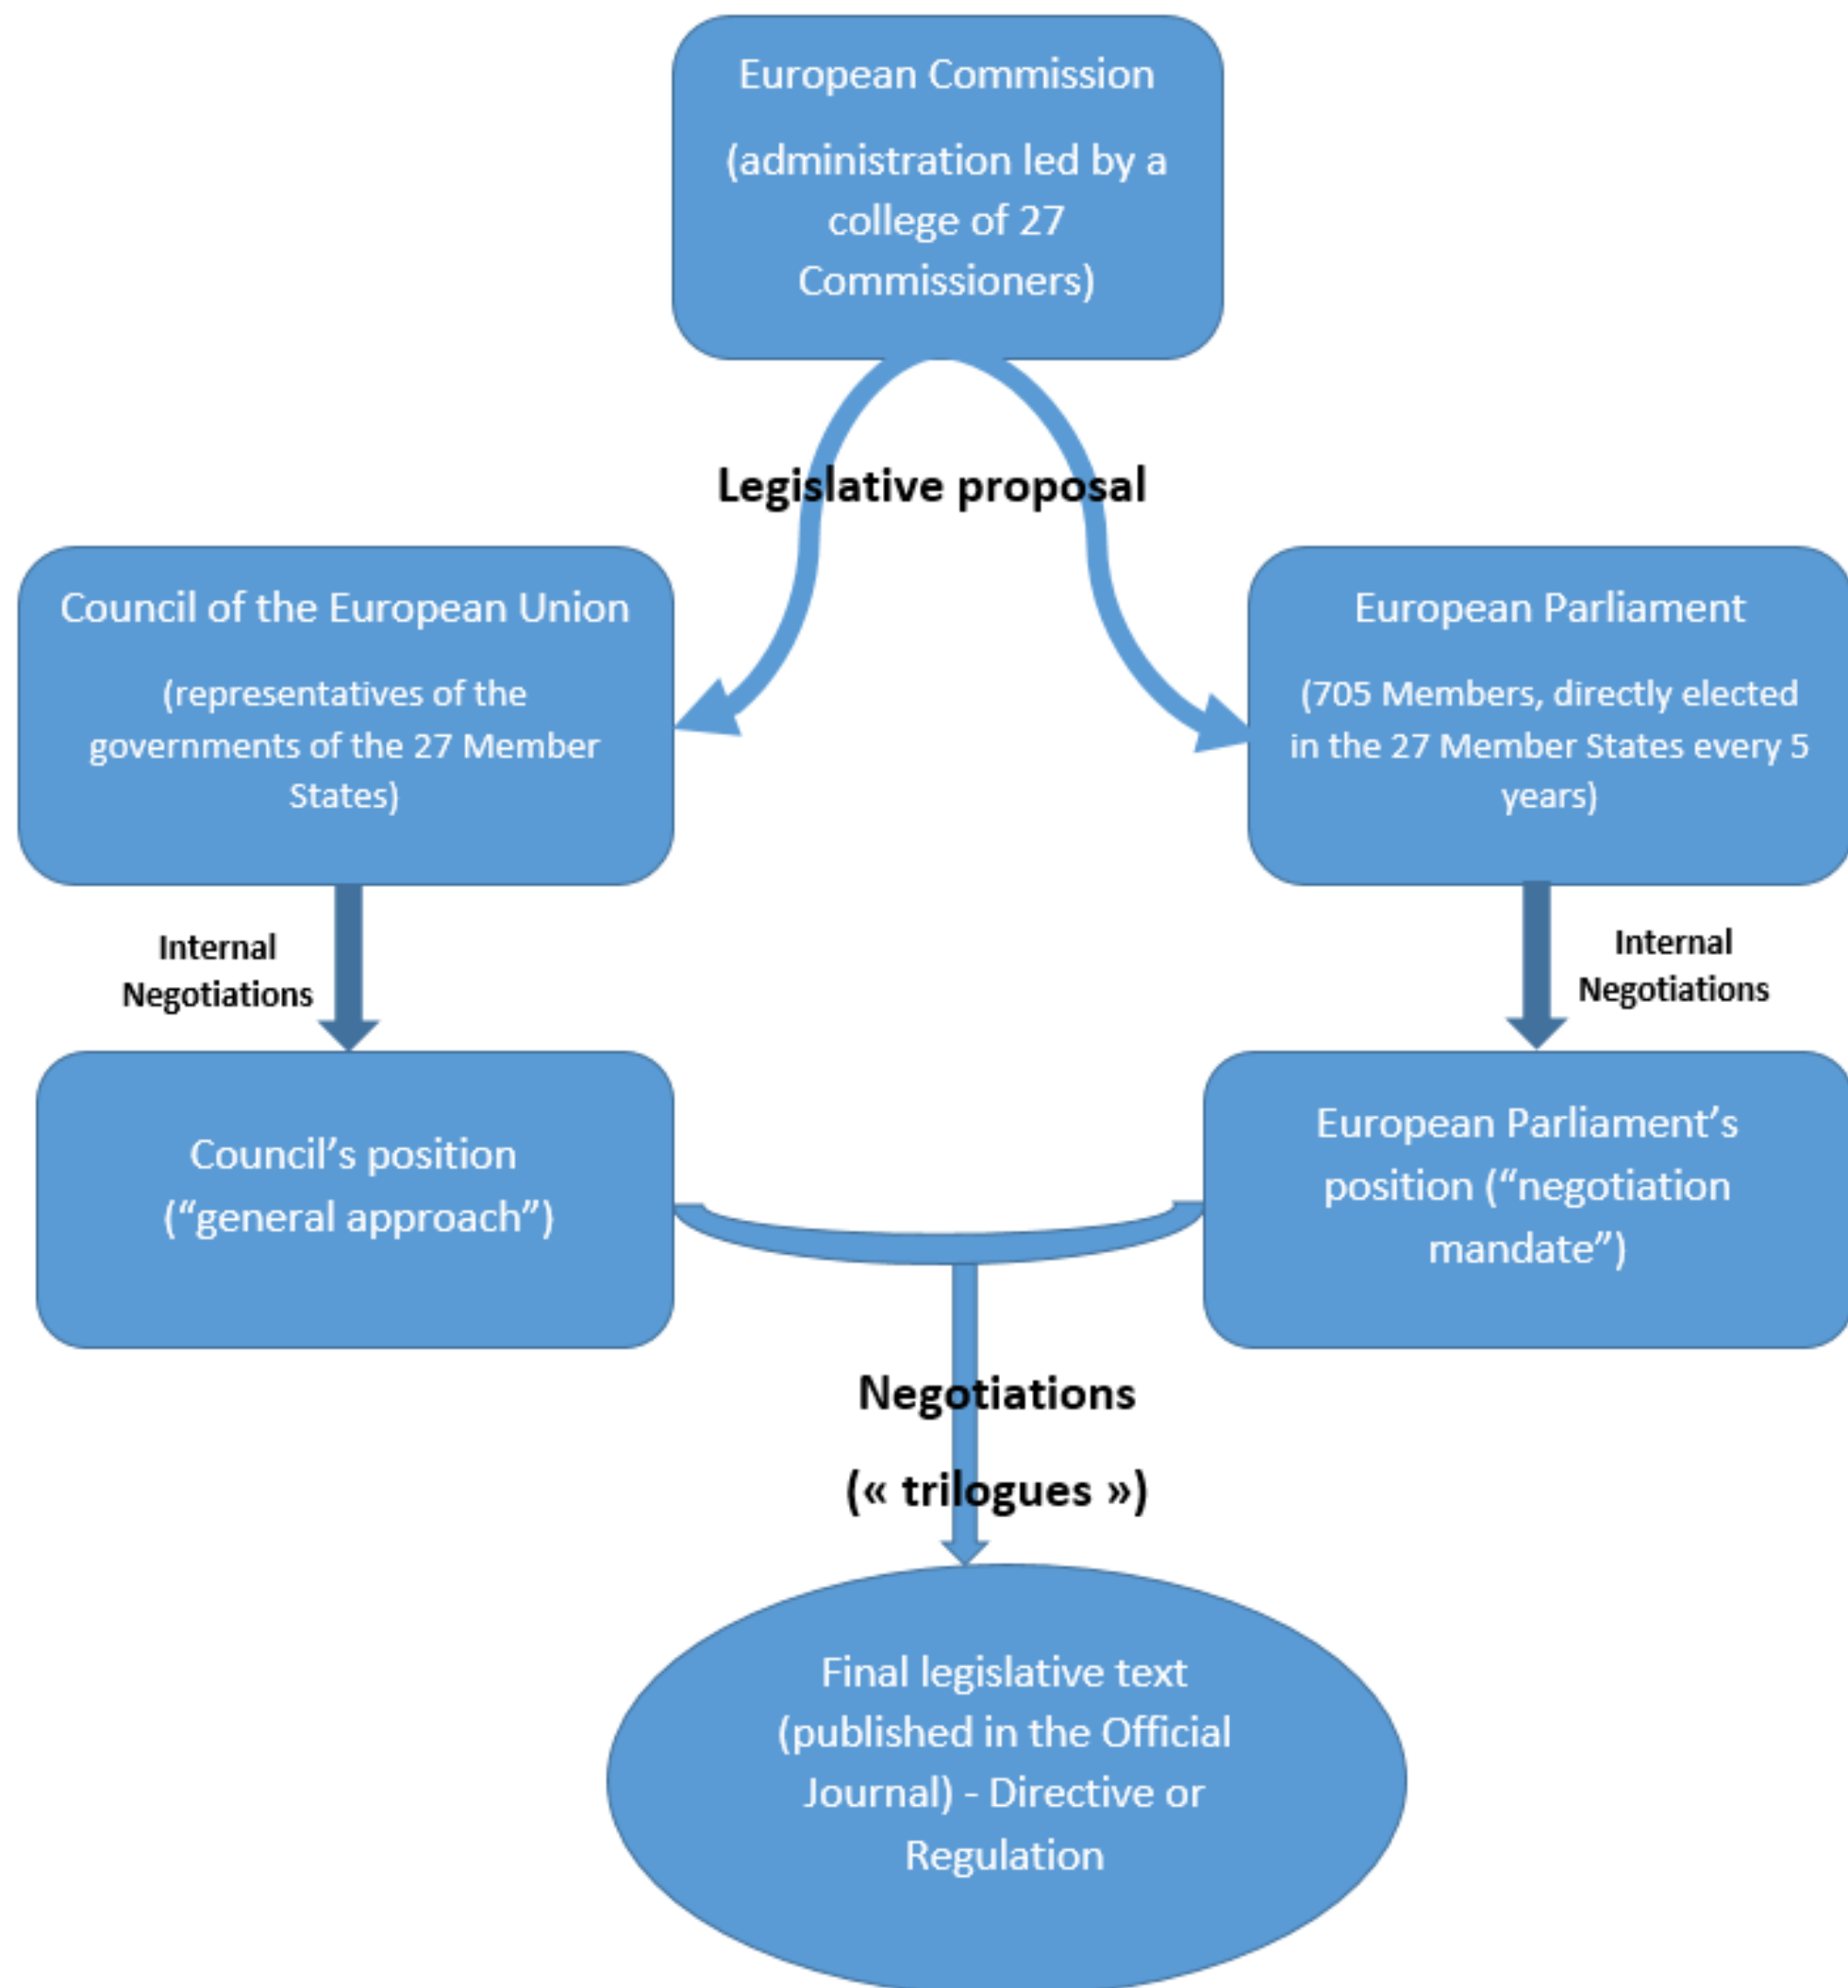 European Commission
(administration led by a
college of 27
Commissioners)
Legislative proposal
Council of the European Union
(representatives of the
governments of the 27 Member
States)
European Parliament
(705 Members, directly elected
in the 27 Member States every 5
years)
Internal
Negotiations
Internal
Negotiations
Council’s position
(“general approach”)
European Parliament’s
position (“negotiation
mandate”)
Negotiations
(« trilogues »)
Final legislative text
(published in the Official
Journal) - Directive or
Regulation